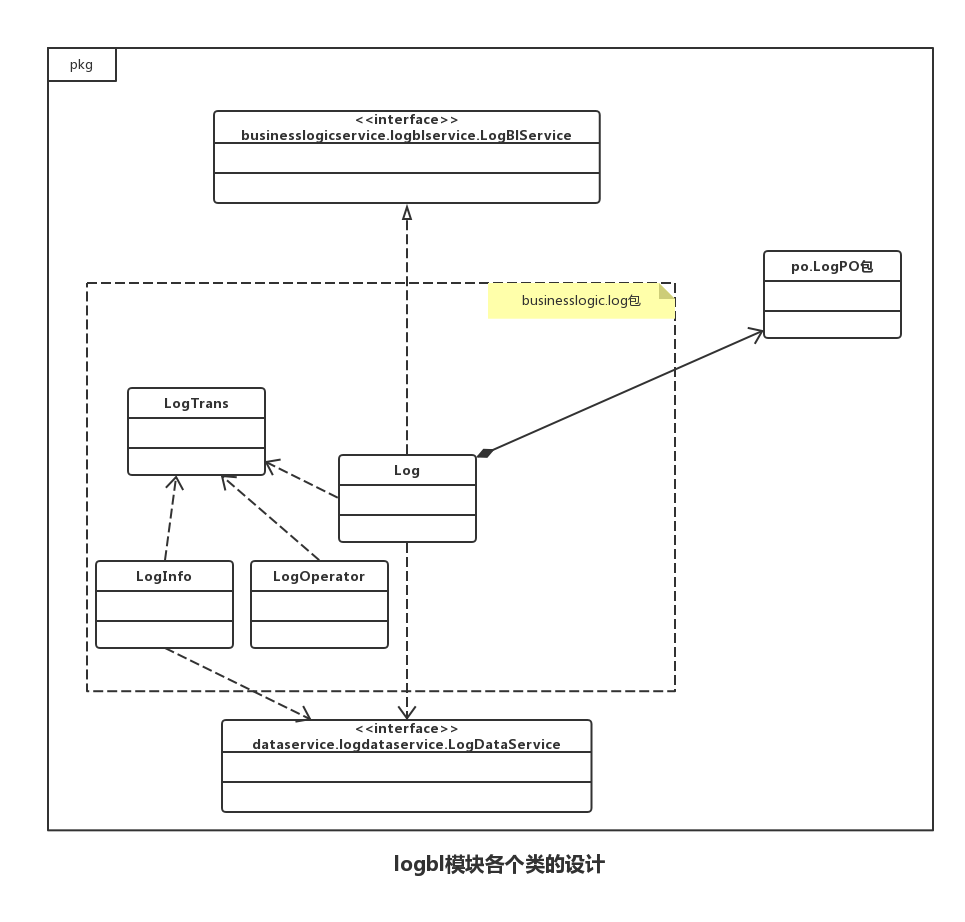 pkg
<<interface>>
businesslogicservice.logblservice.LogBlService
po.LogPO包
businesslogic.log包
LogTrans
Log
LogInfo
LogOperator
<<interface>>
dataservice.logdataservice.LogDataService
logbl模块各个类的设计